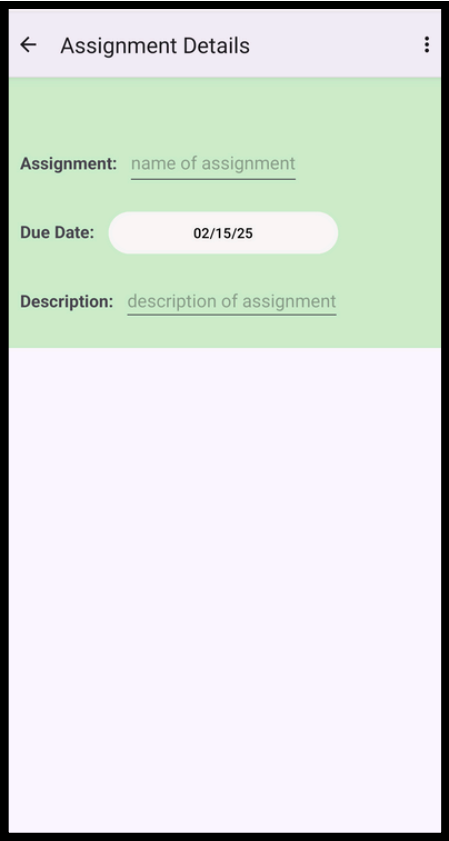 Assignment Details
Assignment: name of assignment
Due Date: 02/15/25
Description: description of assignment